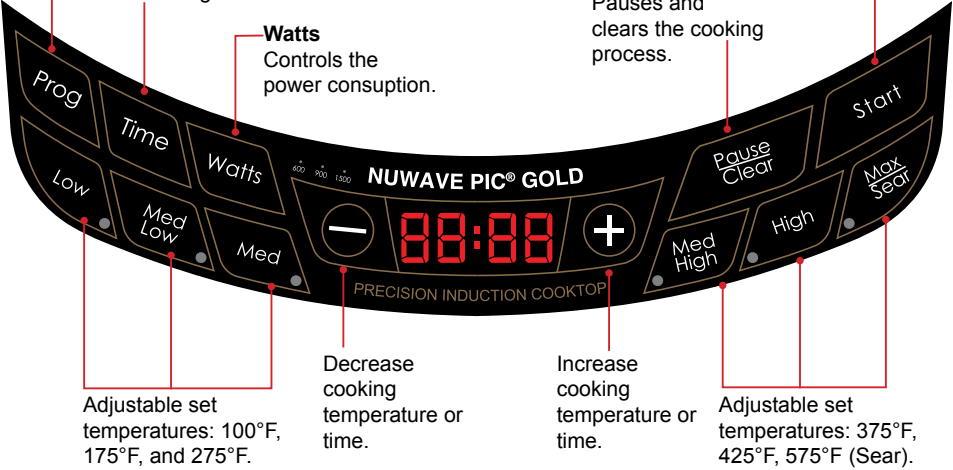 Pauses and
clears the cooking
process.
Watts
Controls the
power consuption.
Prog
Time
Watts
600 900 1500
NUWAVE PIC® GOLD
Pause
Clear
Start
Low
Med
Low
Med
88:88
Med
High
High
Max
Sear
PRECISION INDUCTION COOKTOP
Decrease
cooking
temperature or
time.
Increase
cooking
temperature or
time.
Adjustable set
temperatures: 100°F,
175°F, and 275°F.
Adjustable set
temperatures: 375°F,
425°F, 575°F (Sear).